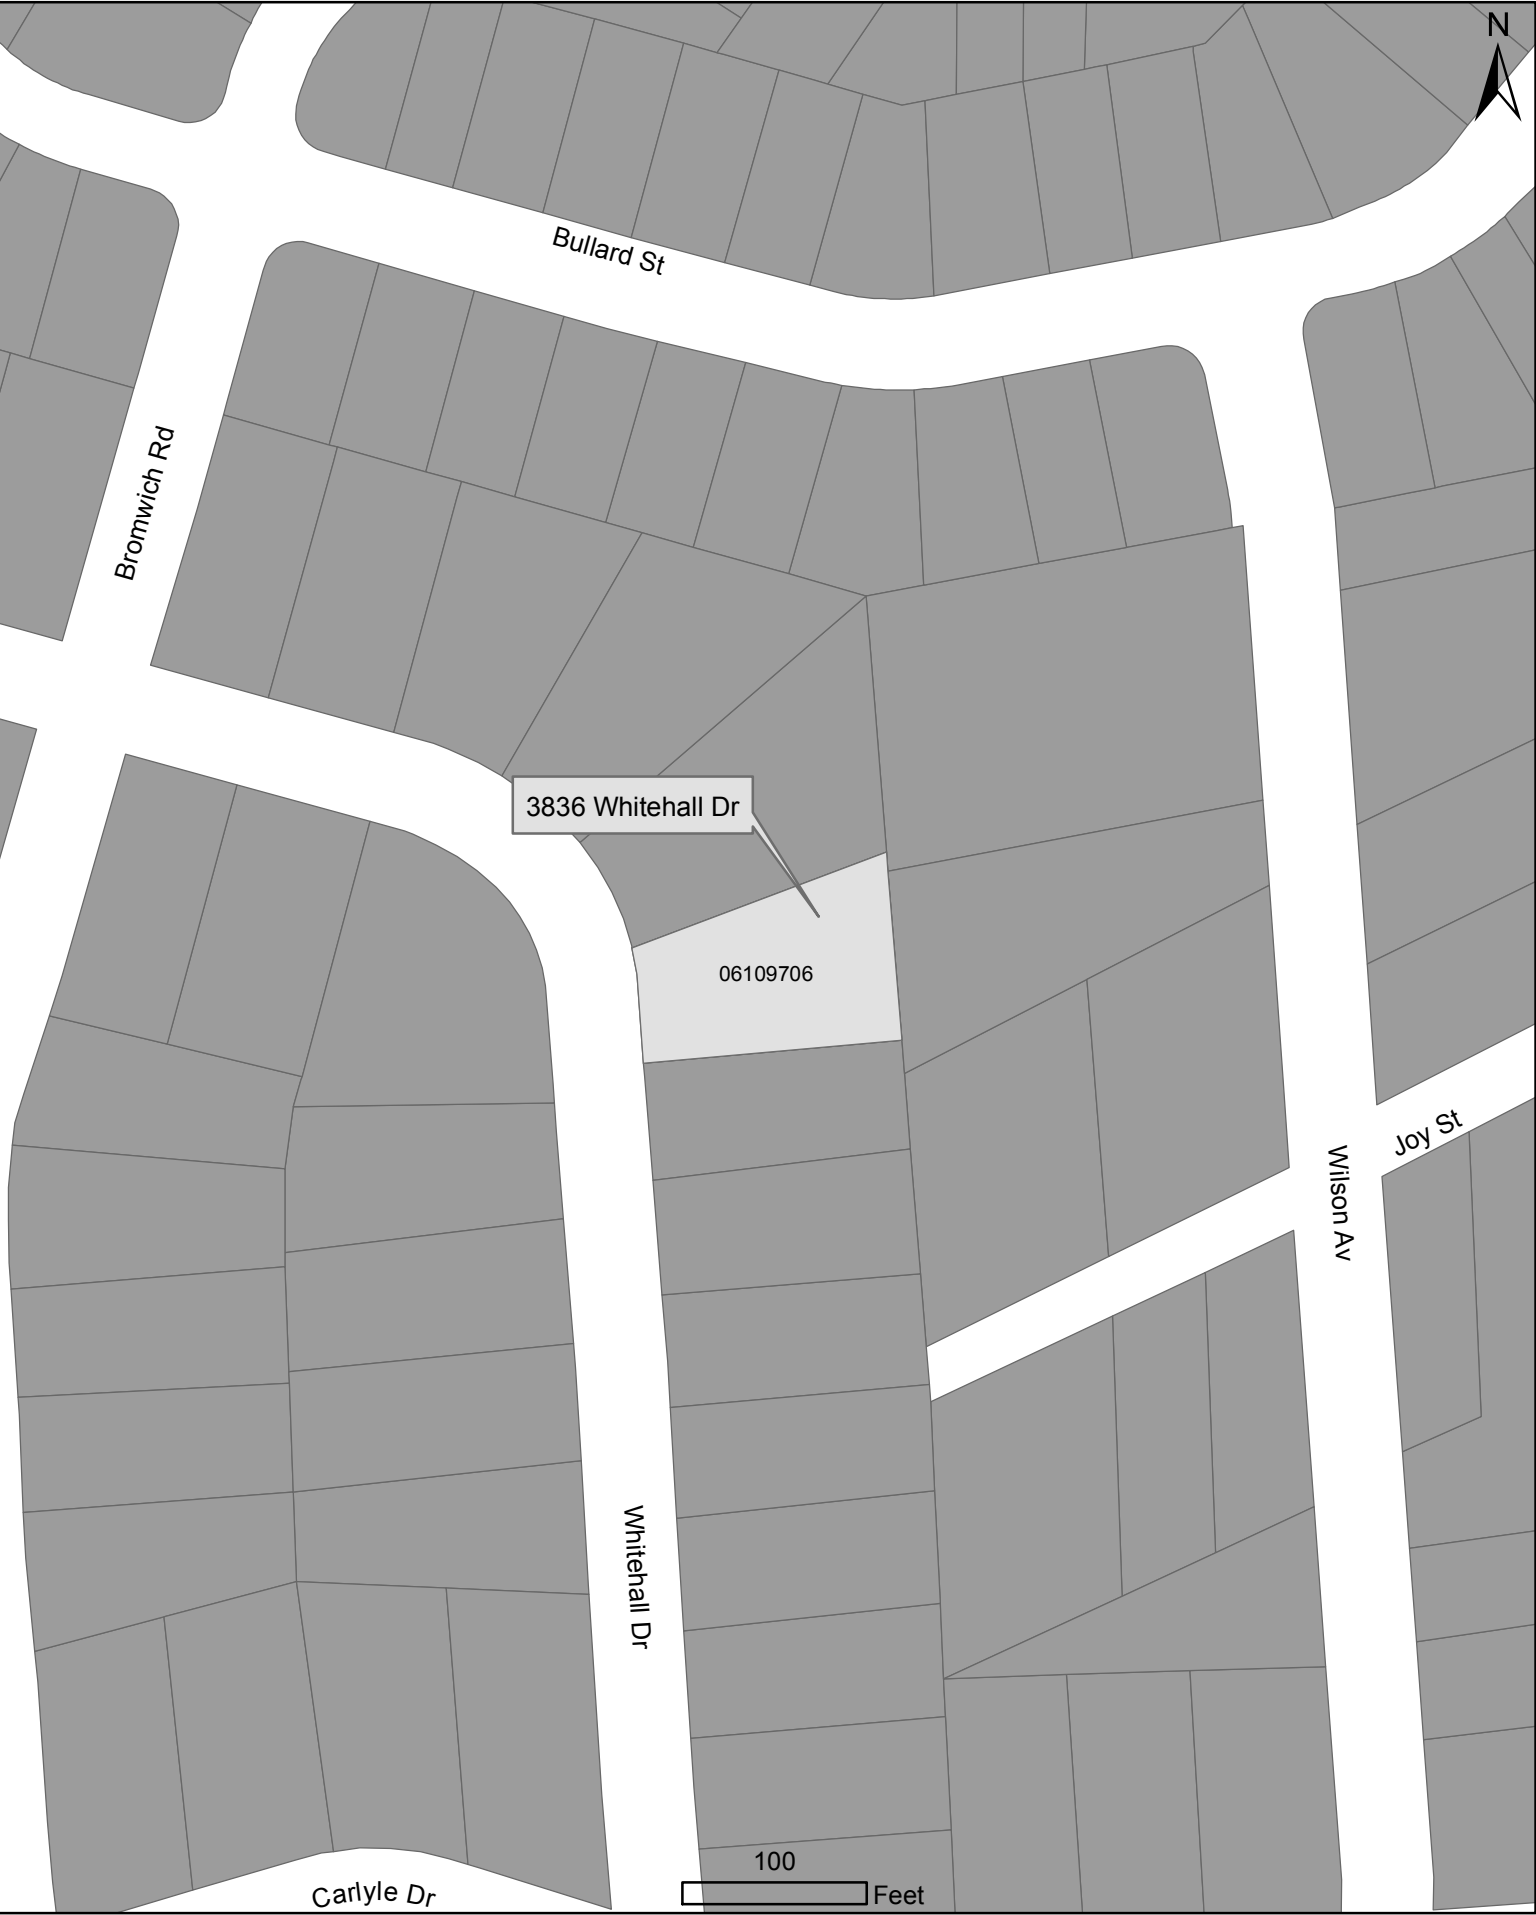 N
Bullard St
Bromwich Rd
3836 Whitehall Dr
06109706
Joy St
Wilson Av
Whitehall Dr
100
Feet
Carlyle Dr